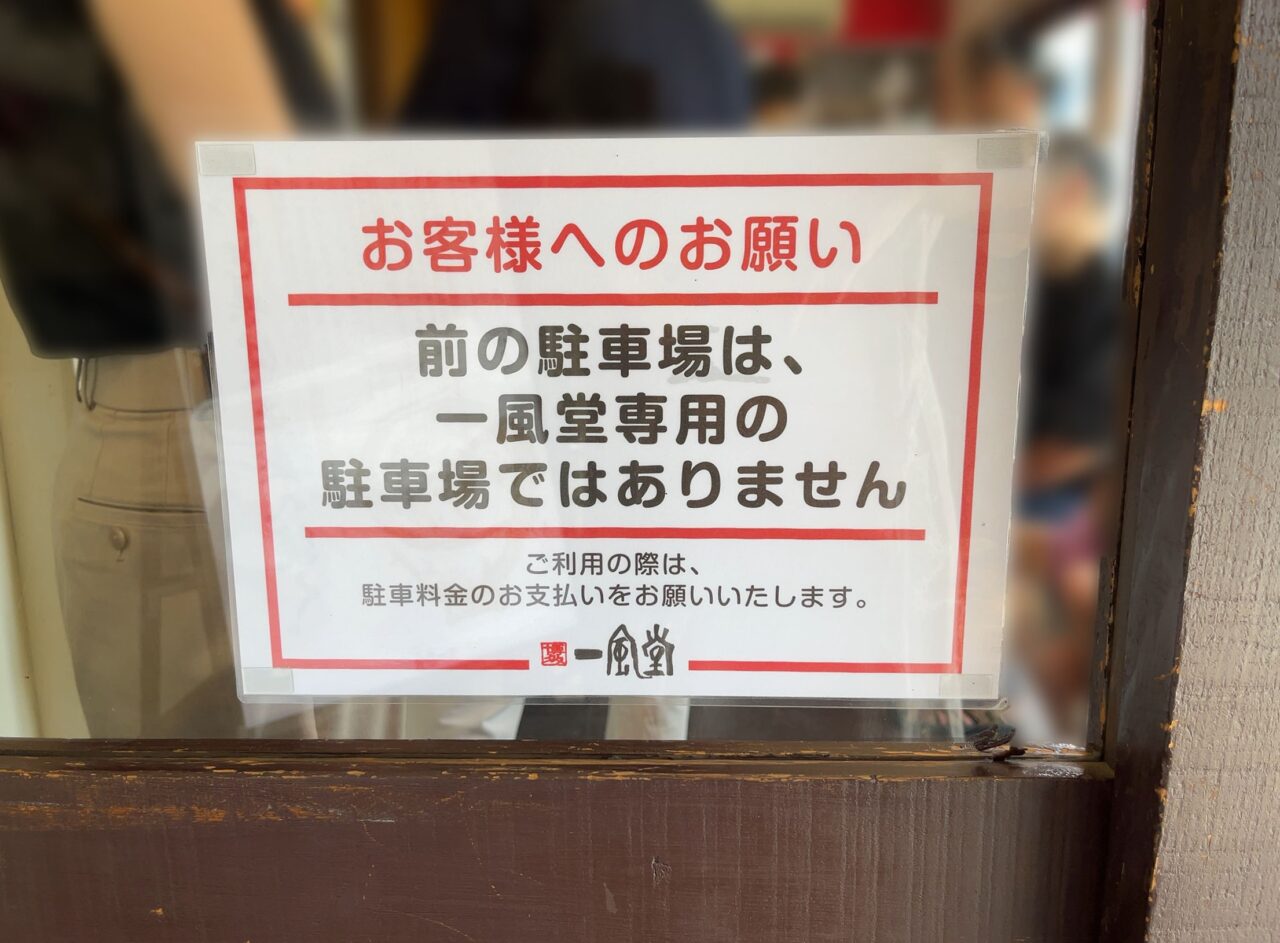 お客様へのお願い
前の駐車場は、
一風堂専用の
駐車場ではありません
ご利用の際は、
駐車料金のお支払いをお願いいたします。
博多 一風堂